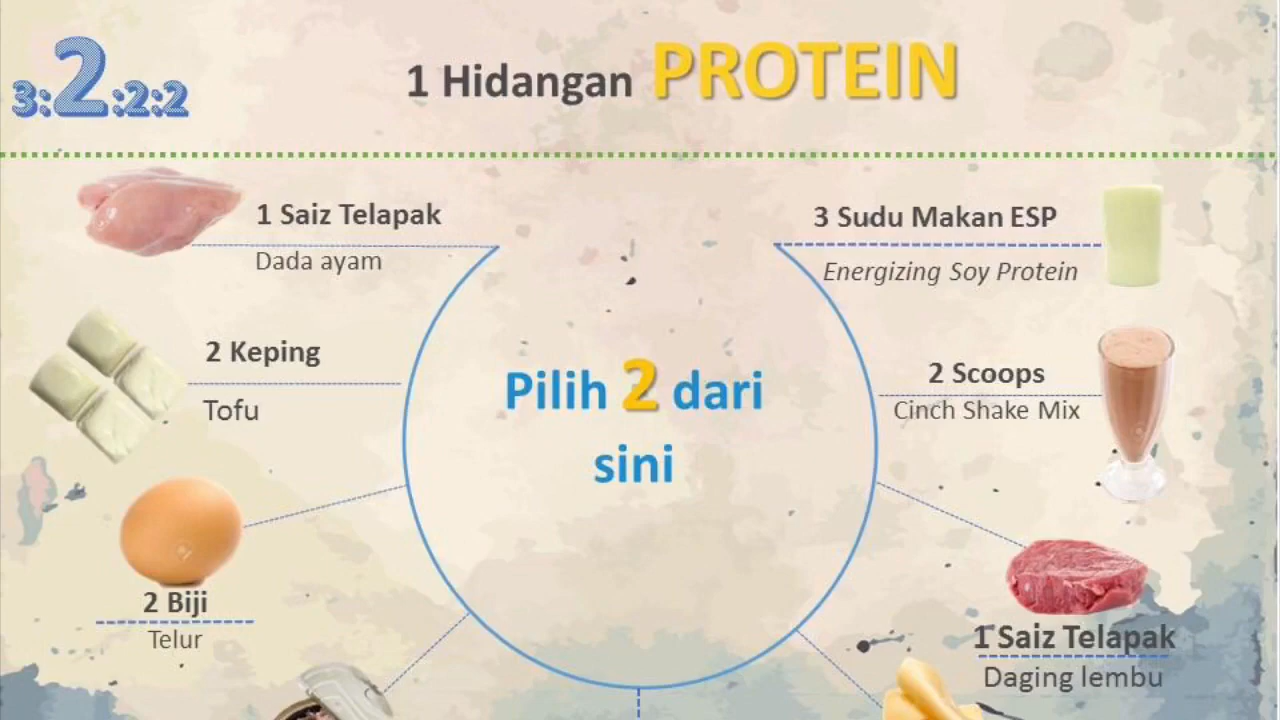 3:2:2:2
1 Hidangan PROTEIN
1 Saiz Telapak
Dada ayam
3 Sudu Makan ESP
Energizing Soy Protein
2 Keping
Tofu
Pilih 2 dari
sini
2 Scoops
Cinch Shake Mix
2 Biji
Telur
1 Saiz Telapak
Daging lembu